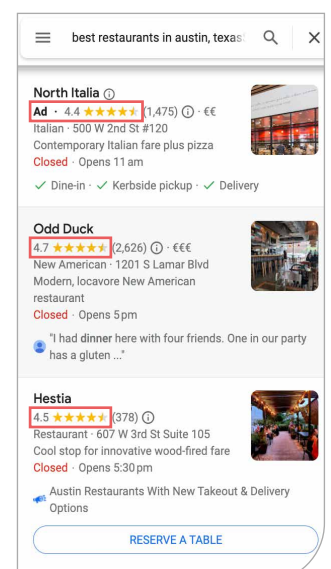 best restaurants in austin, texas
North Italia
Ad · 4.4 (1,475) · €€
Italian · 500 W 2nd St #120
Contemporary Italian fare plus pizza
Closed · Opens 11 am
Dine-in · Kerbside pickup · Delivery
Odd Duck
4.7 (2,626) · €€€
New American · 1201 S Lamar Blvd
Modern, locavore New American
restaurant
Closed · Opens 5 pm
"I had dinner here with four friends. One in our party
has a gluten ..."
Hestia
4.5 (378)
Restaurant · 607 W 3rd St Suite 105
Cool stop for innovative wood-fired fare
Closed · Opens 5:30 pm
Austin Restaurants With New Takeout & Delivery
Options
RESERVE A TABLE